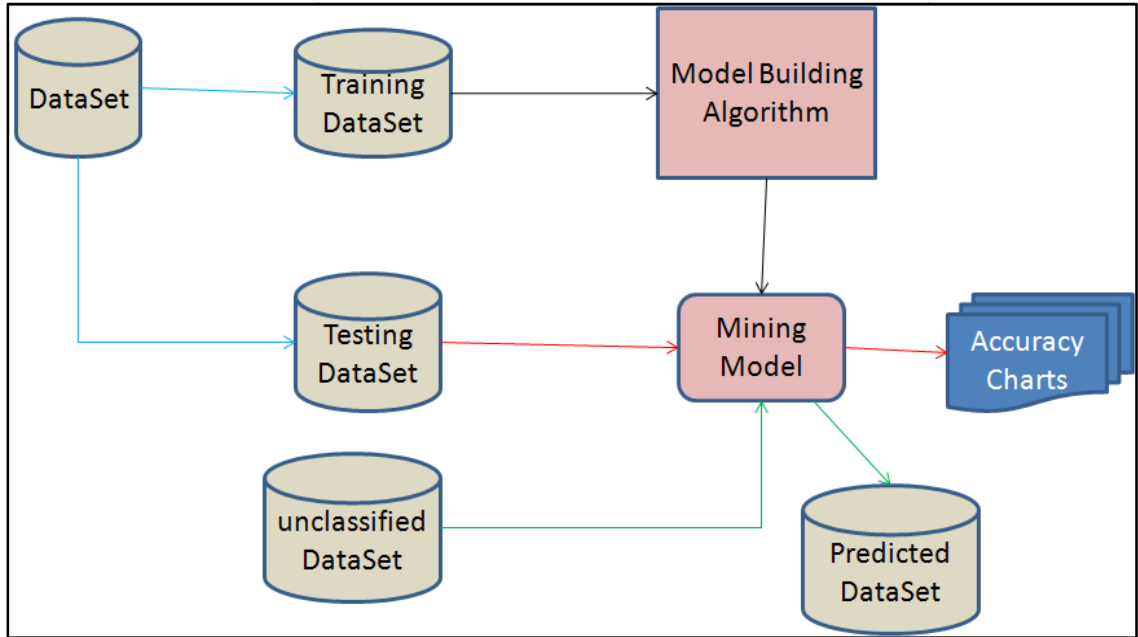 DataSet
Training
DataSet
Model Building
Algorithm
Testing
DataSet
Mining
Model
Accuracy
Charts
unclassified
DataSet
Predicted
DataSet